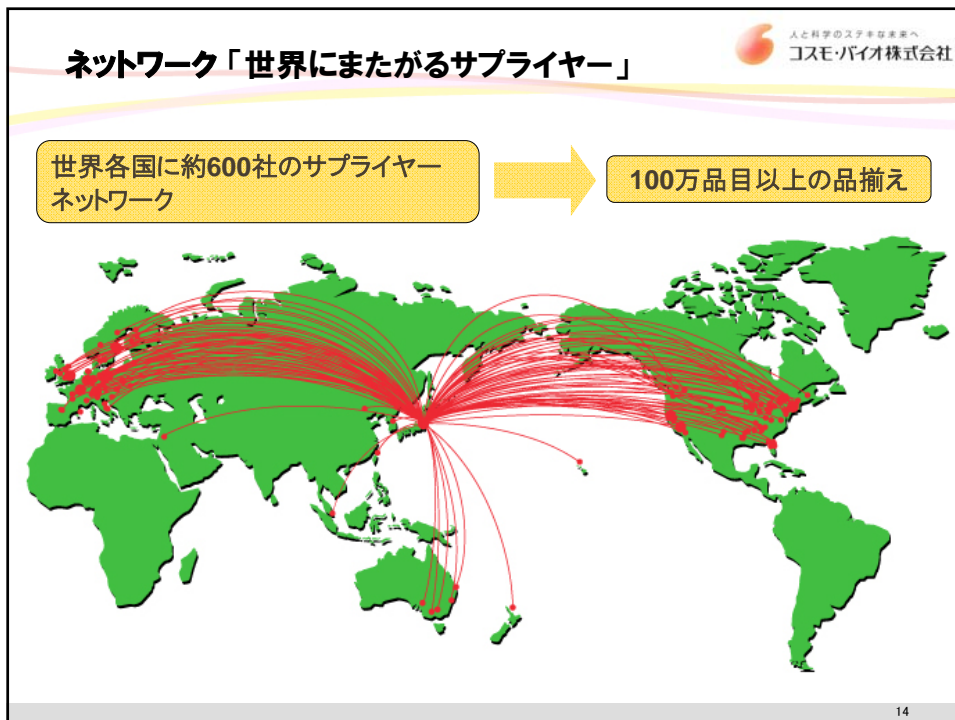 人と科学のステキな未来へ
コスモ・バイオ株式会社
ネットワーク「世界にまたがるサプライヤー」
世界各国に約600社のサプライヤー
ネットワーク
100万品目以上の品揃え
14